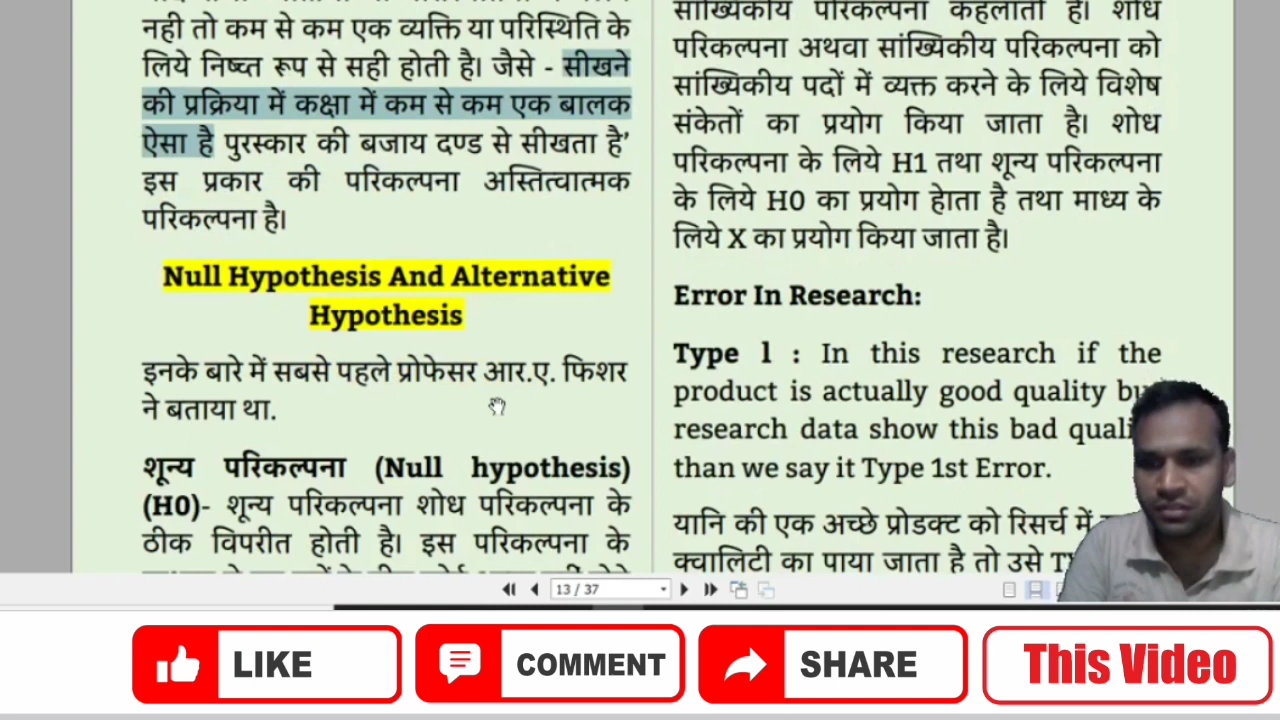 नही तो कम से कम एक व्यक्ति या परिस्थिति के
लिये निष्च्त रूप से सही होती है। जैसे - सीखने
की प्रक्रिया में कक्षा में कम से कम एक बालक
ऐसा है पुरस्कार की बजाय दण्ड से सीखता है’
इस प्रकार की परिकल्पना अस्तित्वात्मक
परिकल्पना है।
Null Hypothesis And Alternative
Hypothesis
इनके बारे में सबसे पहले प्रोफेसर आर.ए. फिशर
ने बताया था.
शून्य परिकल्पना (Null hypothesis)
(H0)- शून्य परिकल्पना शोध परिकल्पना के
ठीक विपरीत होती है। इस परिकल्पना के
सांख्यिकीय परिकल्पना कहलाती है। शोध
परिकल्पना अथवा सांख्यिकीय परिकल्पना को
सांख्यिकीय पदों में व्यक्त करने के लिये विशेष
संकेतों का प्रयोग किया जाता है। शोध
परिकल्पना के लिये H1 तथा शून्य परिकल्पना
के लिये H0 का प्रयोग हेाता है तथा माध्य के
लिये X का प्रयोग किया जाता है।
Error In Research:
Type l : In this research if the
product is actually good quality
research data show this bad
than we say it Type 1st Error.
यानि की एक अच्छे प्रोडक्ट को रिसर्च में
क्वालिटी का पाया जाता है तो उसे
13 / 37
LIKE
COMMENT
SHARE
This Video